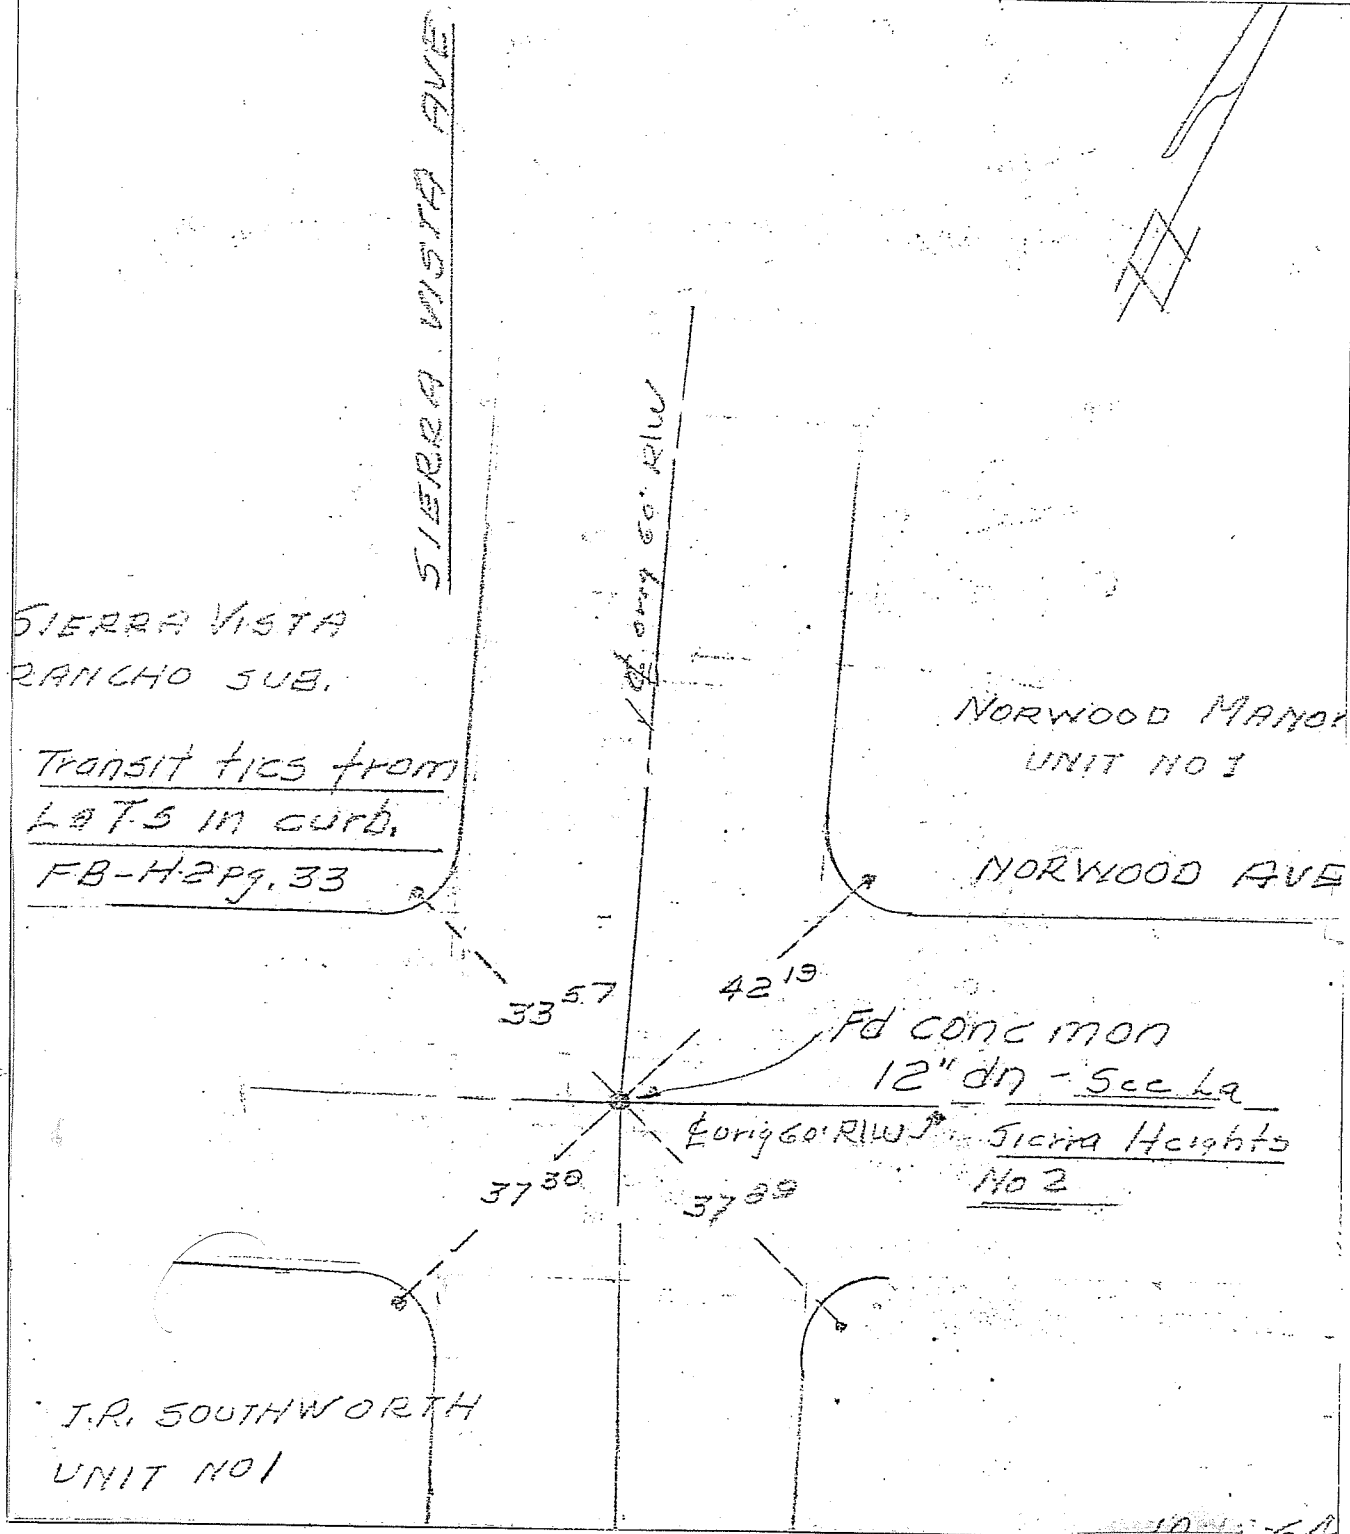 SIERRA VISTA AVE
℄ orig 60' R/W
SIERRA VISTA
RANCHO SUB.
NORWOOD MANOR
UNIT NO 1
Transit ties from
L&T.s in curb.
FB-H2 Pg. 33
NORWOOD AVE
33 57
42 19
Fd conc mon
12" dn - See La
Sierra Heights
No 2
℄ orig 60' R/W
37 30
37 89
J.R. SOUTHWORTH
UNIT NO 1